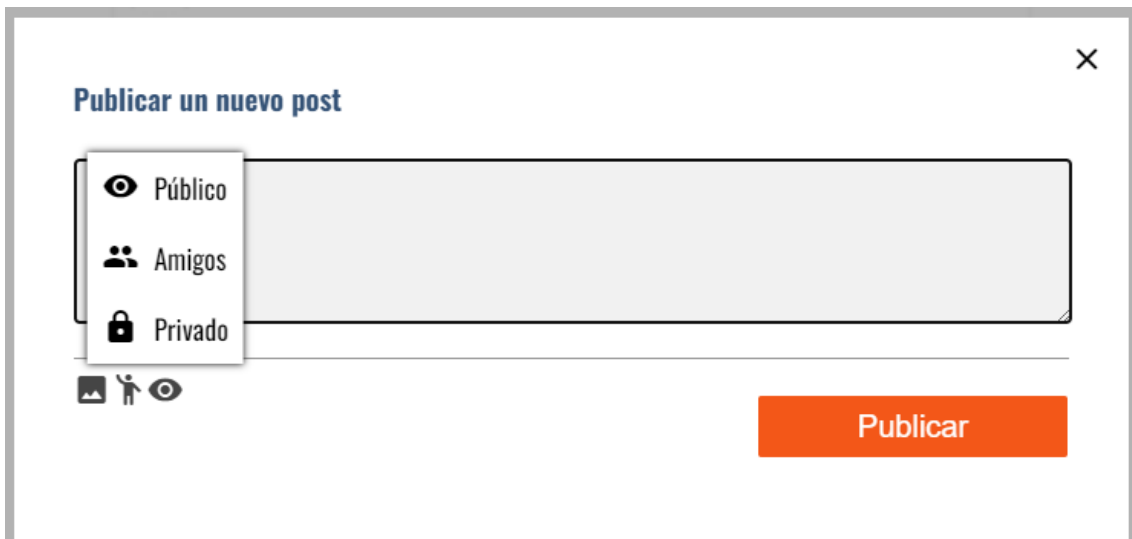 Publicar un nuevo post
Público
Amigos
Privado
Publicar